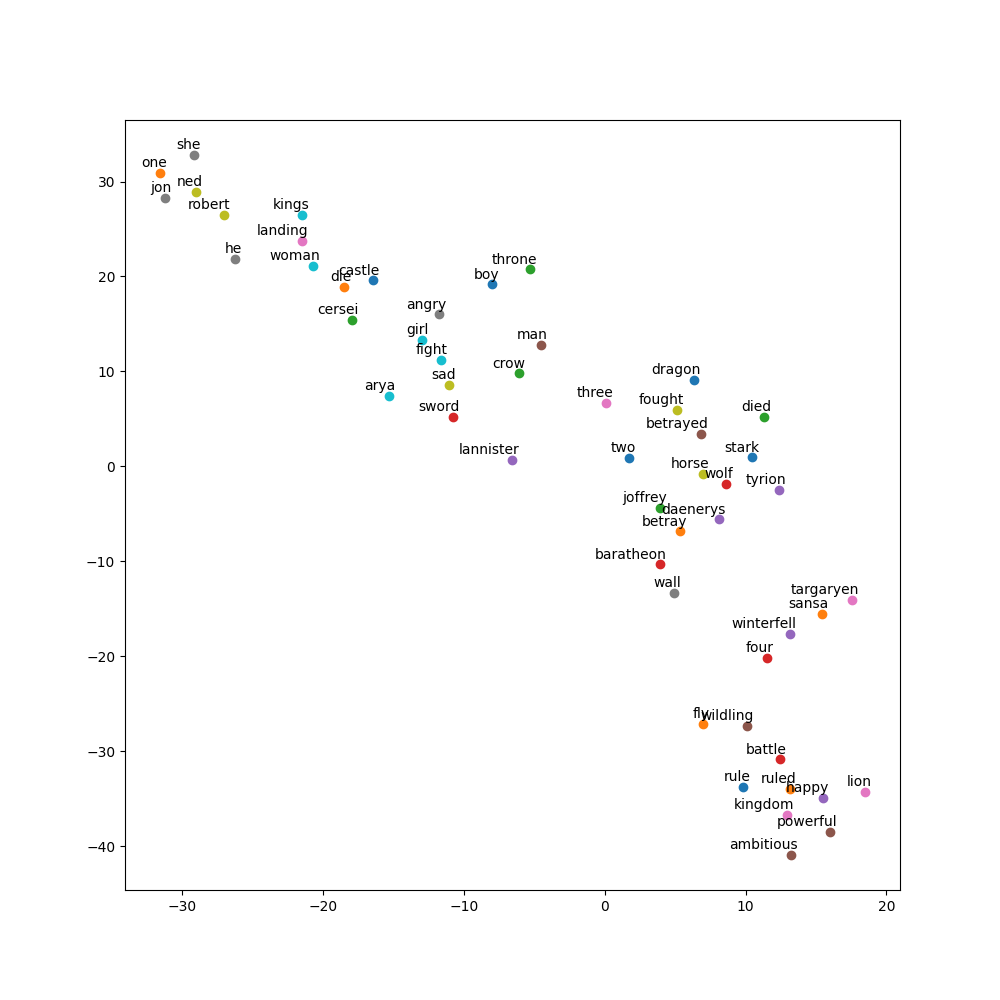 she
one
ned
jon
robert
kings
landing
he
woman
throne
castle
boy
die
cersei
angry
girl
man
fight
crow
sad
dragon
arya
three
fought
sword
died
betrayed
two
stark
lannister
horse
wolf
tyrion
joffrey
daenerys
betray
baratheon
wall
targaryen
sansa
winterfell
four
fly
wildling
battle
rule
ruled
lion
happy
kingdom
powerful
ambitious
30
20
10
0
−10
−20
−30
−40
−30
−20
−10
0
10
20